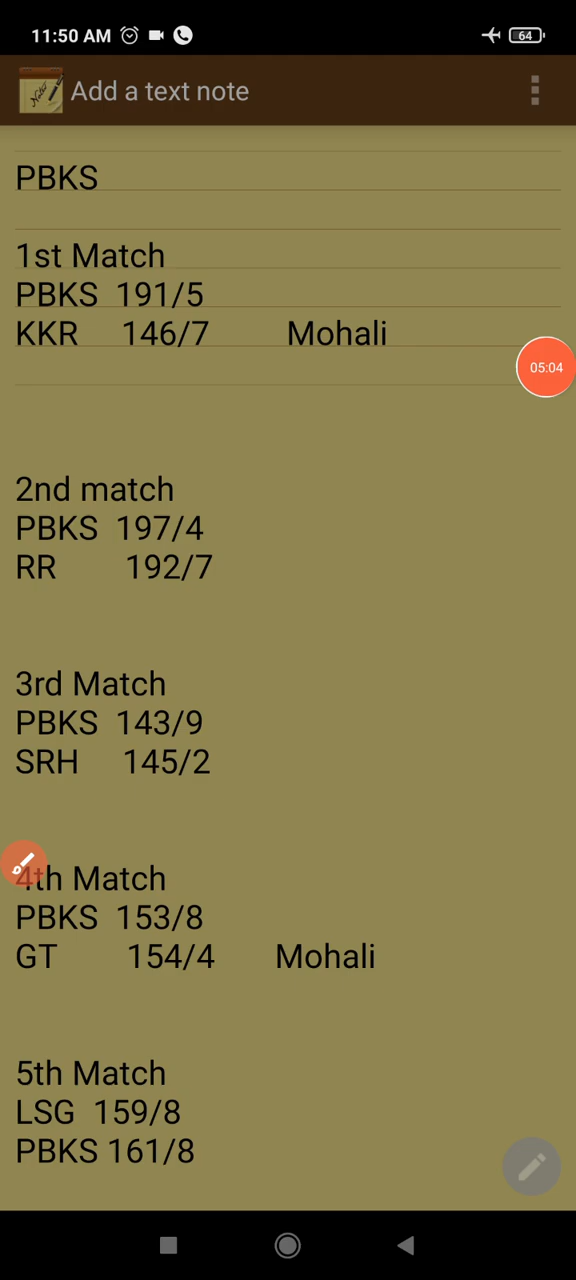 11:50 AM 64
Add a text note
PBKS
1st Match
PBKS 191/5
KKR 146/7 Mohali
05:04
2nd match
PBKS 197/4
RR 192/7
3rd Match
PBKS 143/9
SRH 145/2
4th Match
PBKS 153/8
GT 154/4 Mohali
5th Match
LSG 159/8
PBKS 161/8